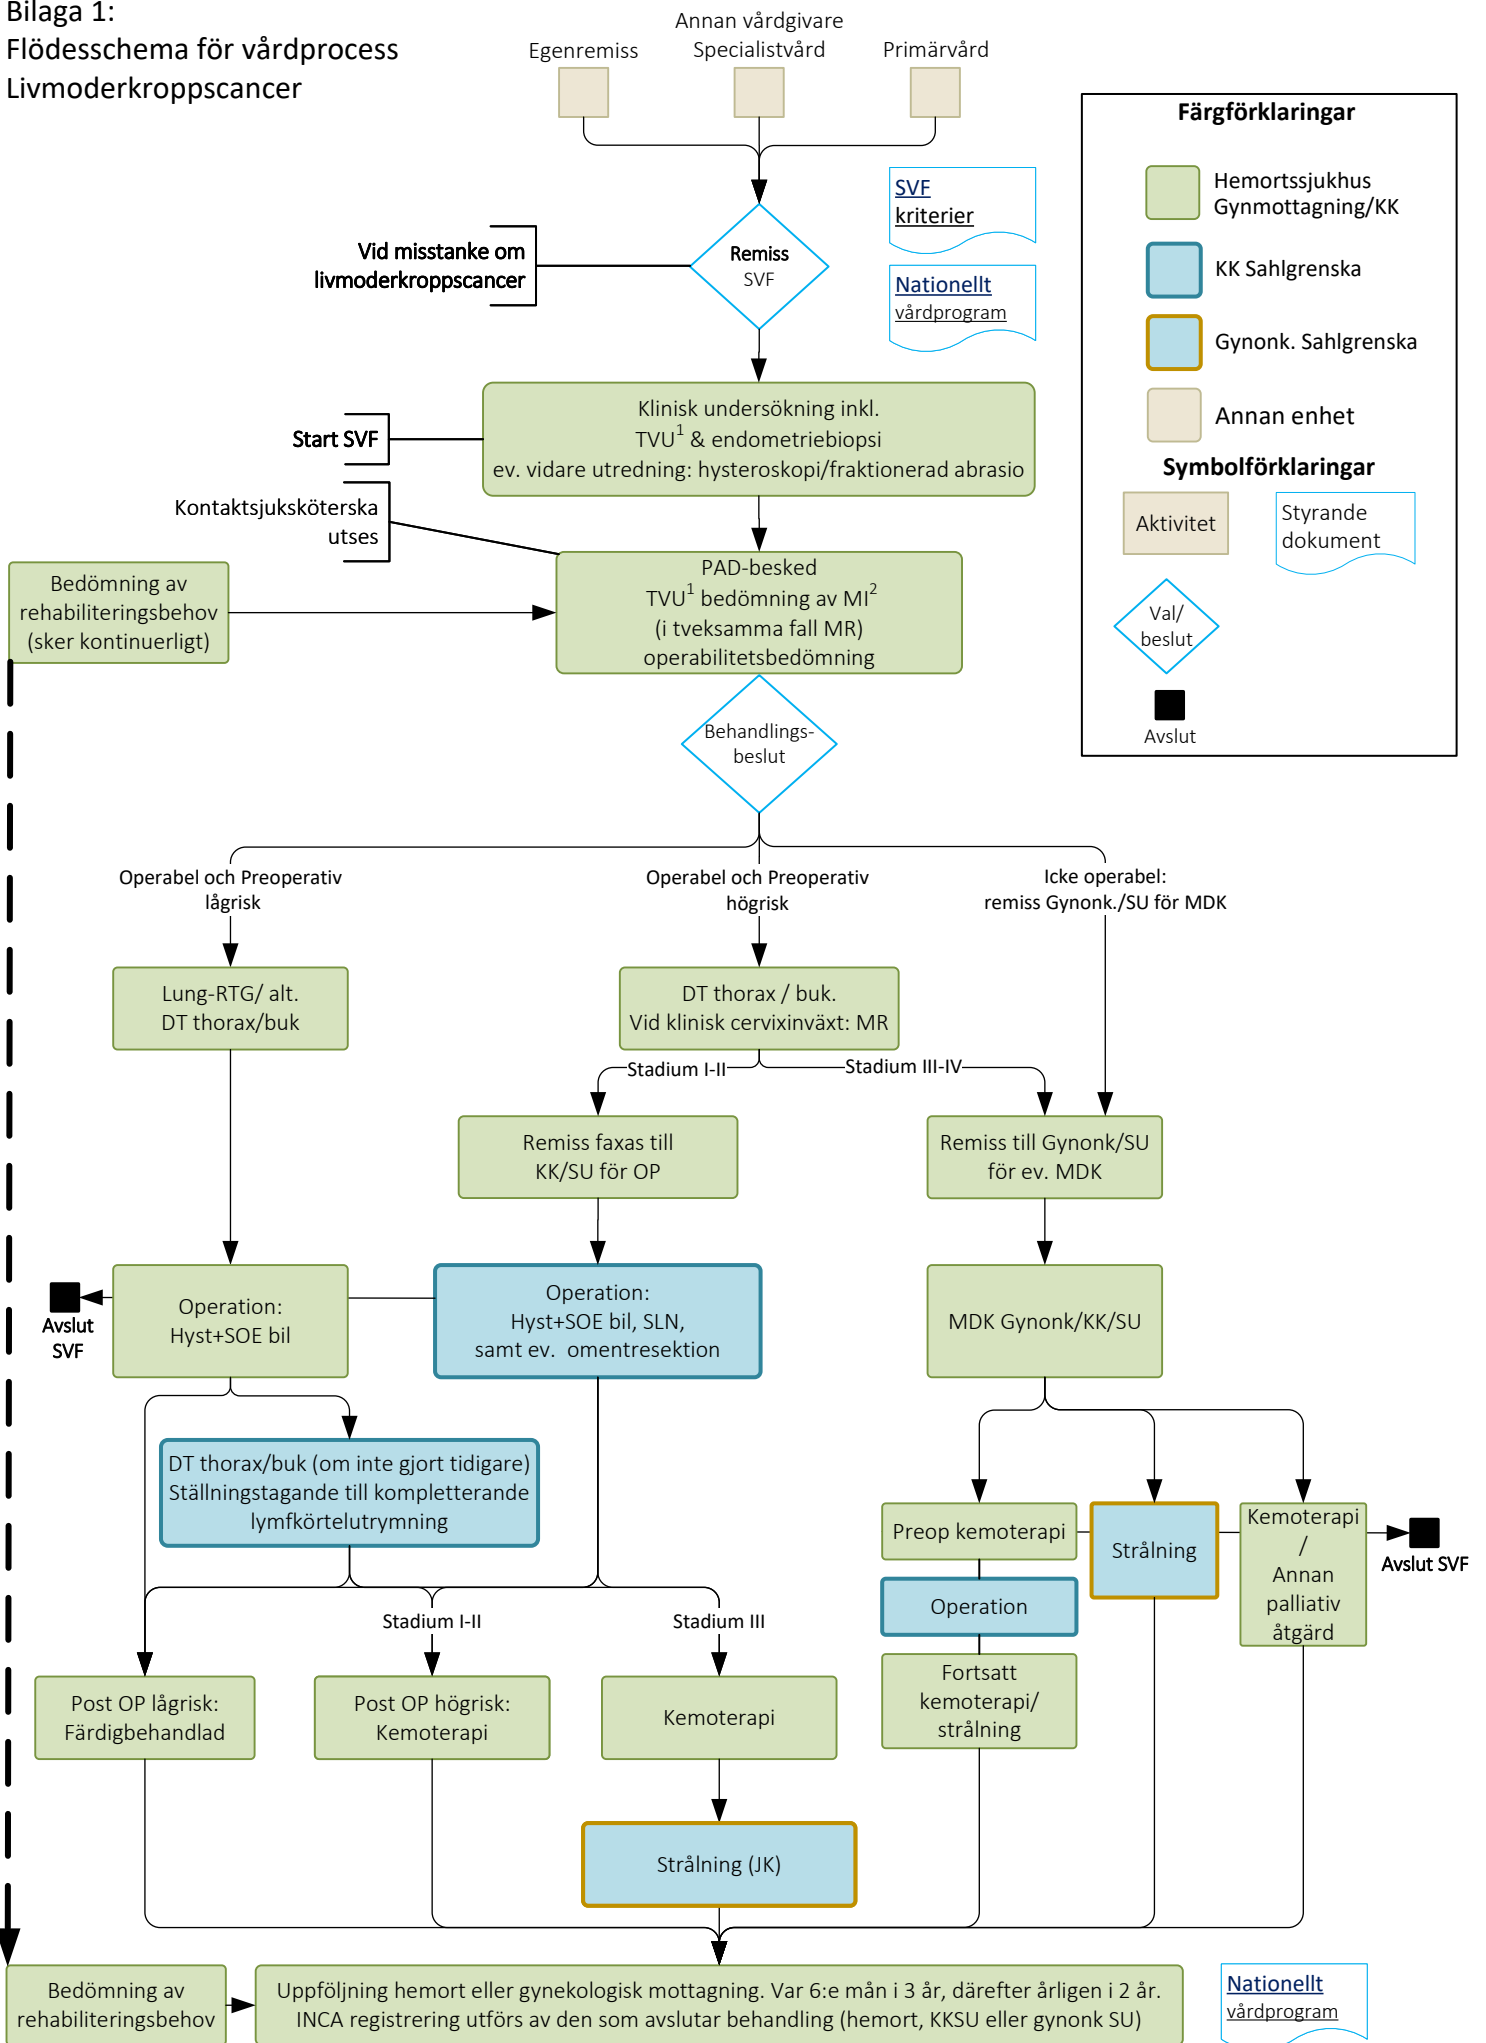 Bilaga 1:
Flödesschema för vårdprocess
Livmoderkroppscancer
Egenremiss
Annan vårdgivare
Specialistvård
Primärvård
Färgförklaringar
Hemortssjukhus
Gynmottagning/KK
KK Sahlgrenska
Gynonk. Sahlgrenska
Annan enhet
Symbolförklaringar
Aktivitet
Styrande
dokument
Val/
beslut
Avslut
SVF
kriterier
Nationellt
vårdprogram
Vid misstanke om
livmoderkroppscancer
Remiss
SVF
Start SVF
Klinisk undersökning inkl.
TVU1 & endometriebiopsi
ev. vidare utredning: hysteroskopi/fraktionerad abrasio
Kontaktsjuksköterska
utses
Bedömning av
rehabiliteringsbehov
(sker kontinuerligt)
PAD-besked
TVU1 bedömning av MI2
(i tveksamma fall MR)
operabilitetsbedömning
Behandlings-
beslut
Operabel och Preoperativ
lågrisk
Operabel och Preoperativ
högrisk
Icke operabel:
remiss Gynonk./SU för MDK
Lung-RTG/ alt.
DT thorax/buk
DT thorax / buk.
Vid klinisk cervixinväxt: MR
Stadium I-II
Stadium III-IV
Remiss faxas till
KK/SU för OP
Remiss till Gynonk/SU
för ev. MDK
Avslut
SVF
Operation:
Hyst+SOE bil
Operation:
Hyst+SOE bil, SLN,
samt ev.  omentresektion
MDK Gynonk/KK/SU
DT thorax/buk (om inte gjort tidigare)
Ställningstagande till kompletterande
lymfkörtelutrymning
Preop kemoterapi
Strålning
Kemoterapi
/
Annan
palliativ
åtgärd
Avslut SVF
Operation
Fortsatt
kemoterapi/
strålning
Stadium I-II
Stadium III
Post OP lågrisk:
Färdigbehandlad
Post OP högrisk:
Kemoterapi
Kemoterapi
Strålning (JK)
Bedömning av
rehabiliteringsbehov
Uppföljning hemort eller gynekologisk mottagning. Var 6:e mån i 3 år, därefter årligen i 2 år.
INCA registrering utförs av den som avslutar behandling (hemort, KKSU eller gynonk SU)
Nationellt
vårdprogram